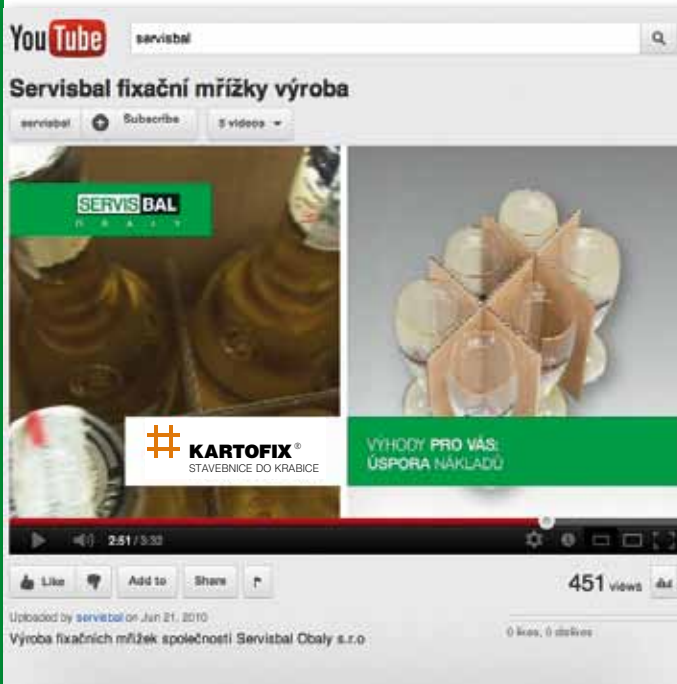 You Tube
servisbal
Servisbal fixační mřížky výroba
servisbal Subscribe 5 videos
SERVISBAL
OBALY
KARTOFIX®
STAVEBNICE DO KRABICE
VÝHODY PRO VÁS:
ÚSPORA NÁKLADŮ
2:51 / 3:32
Like Add to Share
451 views
Uploaded by servisbal on Jun 21, 2010
Výroba fixačních mřížek společnosti Servisbal Obaly s.r.o
0 likes, 0 dislikes